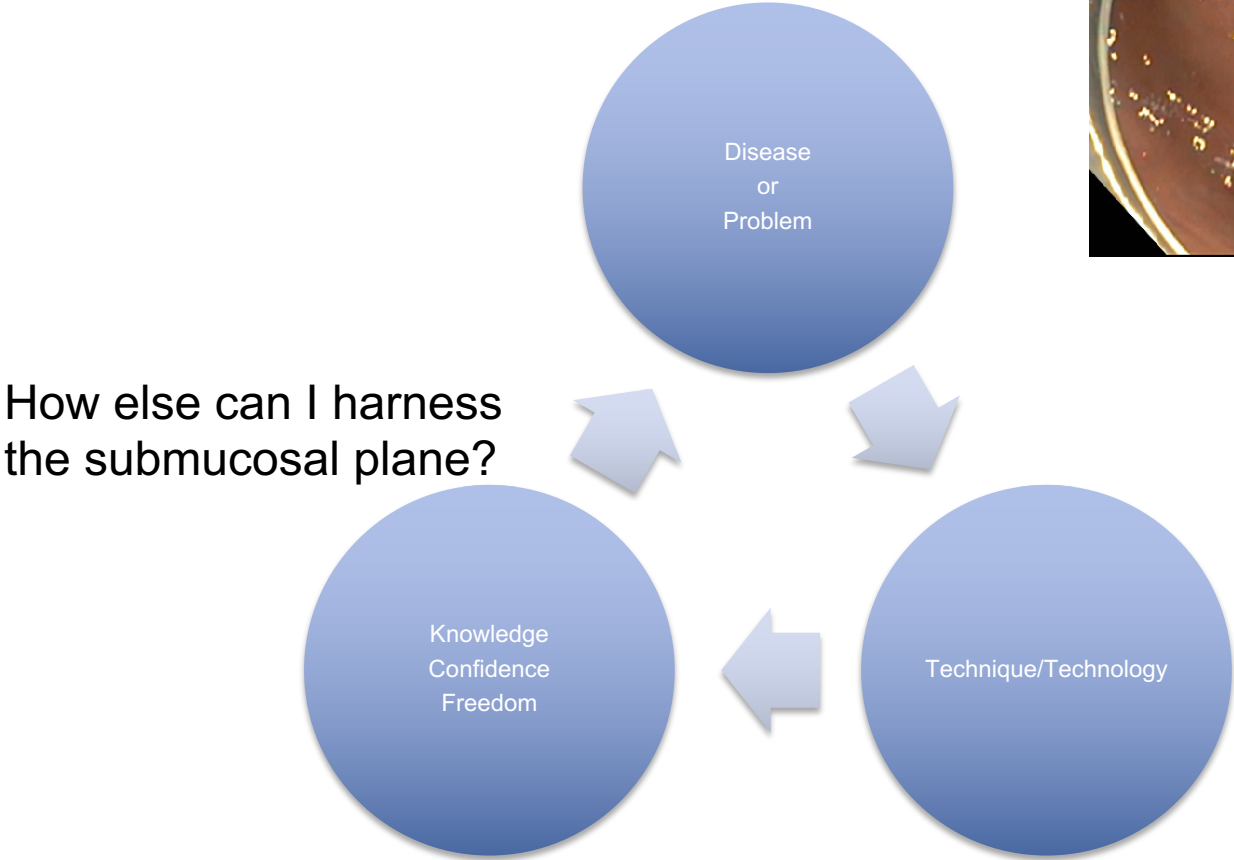 Disease
or
Problem
How else can I harness
the submucosal plane?
Knowledge
Confidence
Freedom
Technique/Technology